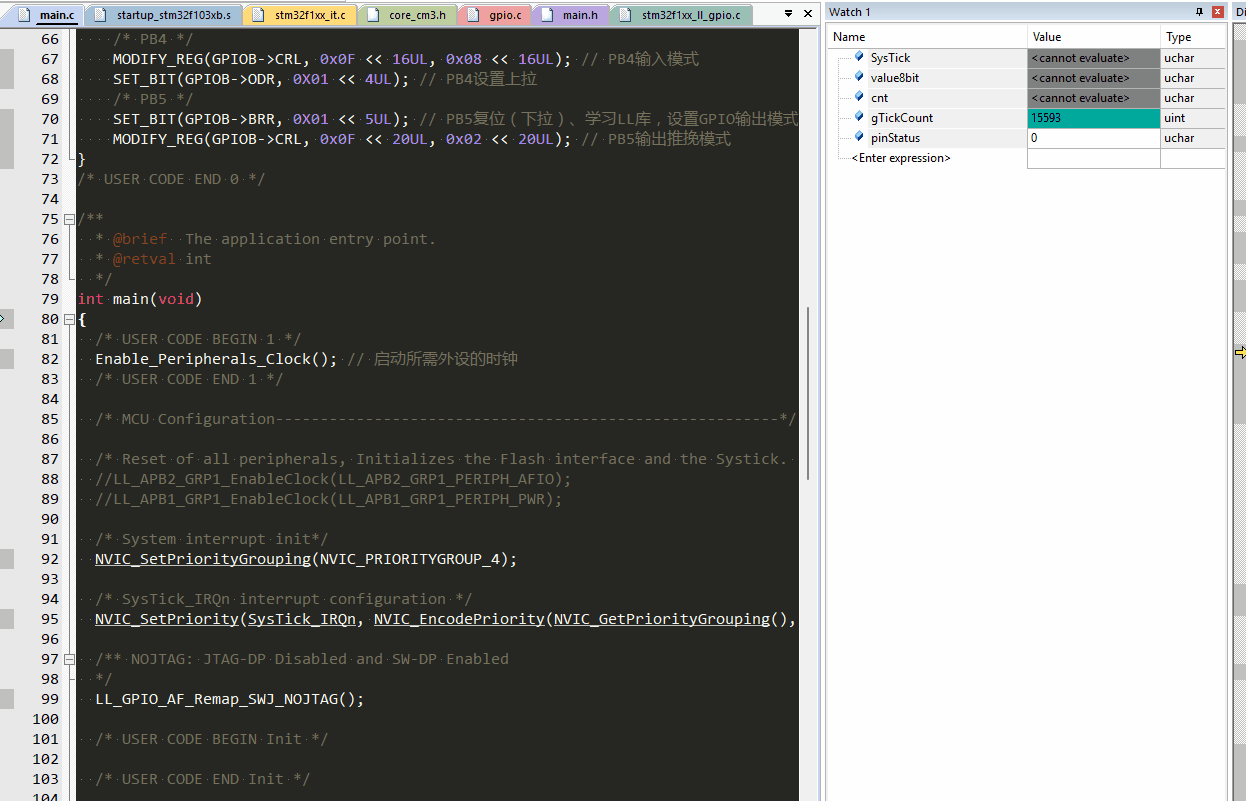 main.c startup_stm32f103xb.s stm32f1xx_it.c core_cm3.h gpio.c main.h stm32f1xx_ll_gpio.c
66 /* PB4 */
67 MODIFY_REG(GPIOB->CRL, 0x0F << 16UL, 0x08 << 16UL); // PB4输入模式
68 SET_BIT(GPIOB->ODR, 0X01 << 4UL); // PB4设置上拉
69 /* PB5 */
70 SET_BIT(GPIOB->BRR, 0X01 << 5UL); // PB5复位（下拉）、学习LL库，设置GPIO输出模式
71 MODIFY_REG(GPIOB->CRL, 0x0F << 20UL, 0x02 << 20UL); // PB5输出推挽模式
72 }
73 /* USER CODE END 0 */
74
75 /**
76 * @brief The application entry point.
77 * @retval int
78 */
79 int main(void)
80 {
81 /* USER CODE BEGIN 1 */
82 Enable_Peripherals_Clock(); // 启动所需外设的时钟
83 /* USER CODE END 1 */
84
85 /* MCU Configuration----------------------------------------------------------*/
86
87 /* Reset of all peripherals, Initializes the Flash interface and the Systick.
88 //LL_APB2_GRP1_EnableClock(LL_APB2_GRP1_PERIPH_AFIO);
89 //LL_APB1_GRP1_EnableClock(LL_APB1_GRP1_PERIPH_PWR);
90
91 /* System interrupt init*/
92 NVIC_SetPriorityGrouping(NVIC_PRIORITYGROUP_4);
93
94 /* SysTick_IRQn interrupt configuration */
95 NVIC_SetPriority(SysTick_IRQn, NVIC_EncodePriority(NVIC_GetPriorityGrouping(),
96
97 /** NOJTAG: JTAG-DP Disabled and SW-DP Enabled
98 */
99 LL_GPIO_AF_Remap_SWJ_NOJTAG();
100
101 /* USER CODE BEGIN Init */
102
103 /* USER CODE END Init */
104
Watch 1
Name Value Type
SysTick <cannot evaluate> uchar
value8bit <cannot evaluate> uchar
cnt <cannot evaluate> uchar
gTickCount 15593 uint
pinStatus 0 uchar
<Enter expression>
Di